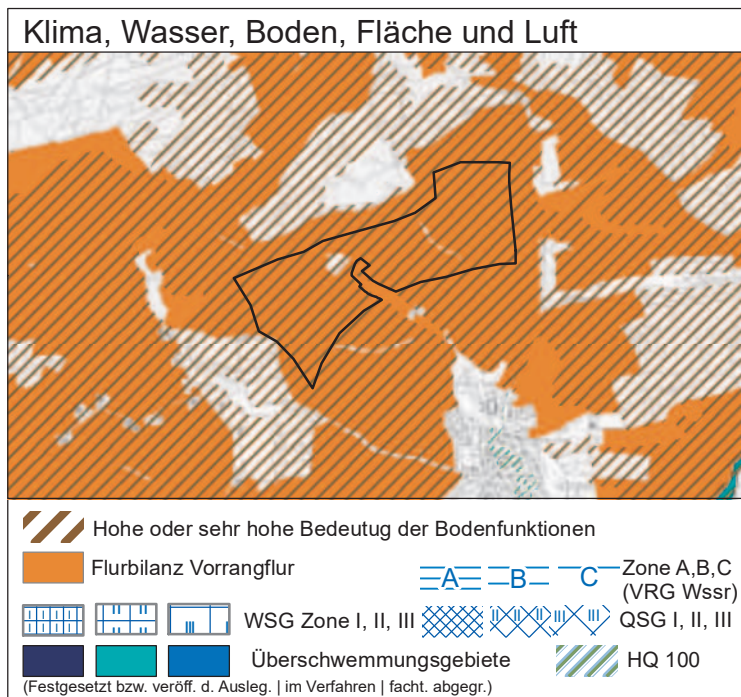 Klima, Wasser, Boden, Fläche und Luft
Hohe oder sehr hohe Bedeutug der Bodenfunktionen
Flurbilanz Vorrangflur
A B C Zone A,B,C
(VRG Wssr)
WSG Zone I, II, III
QSG I, II, III
Überschwemmungsgebiete
HQ 100
(Festgesetzt bzw. veröff. d. Ausleg. | im Verfahren | facht. abgegr.)